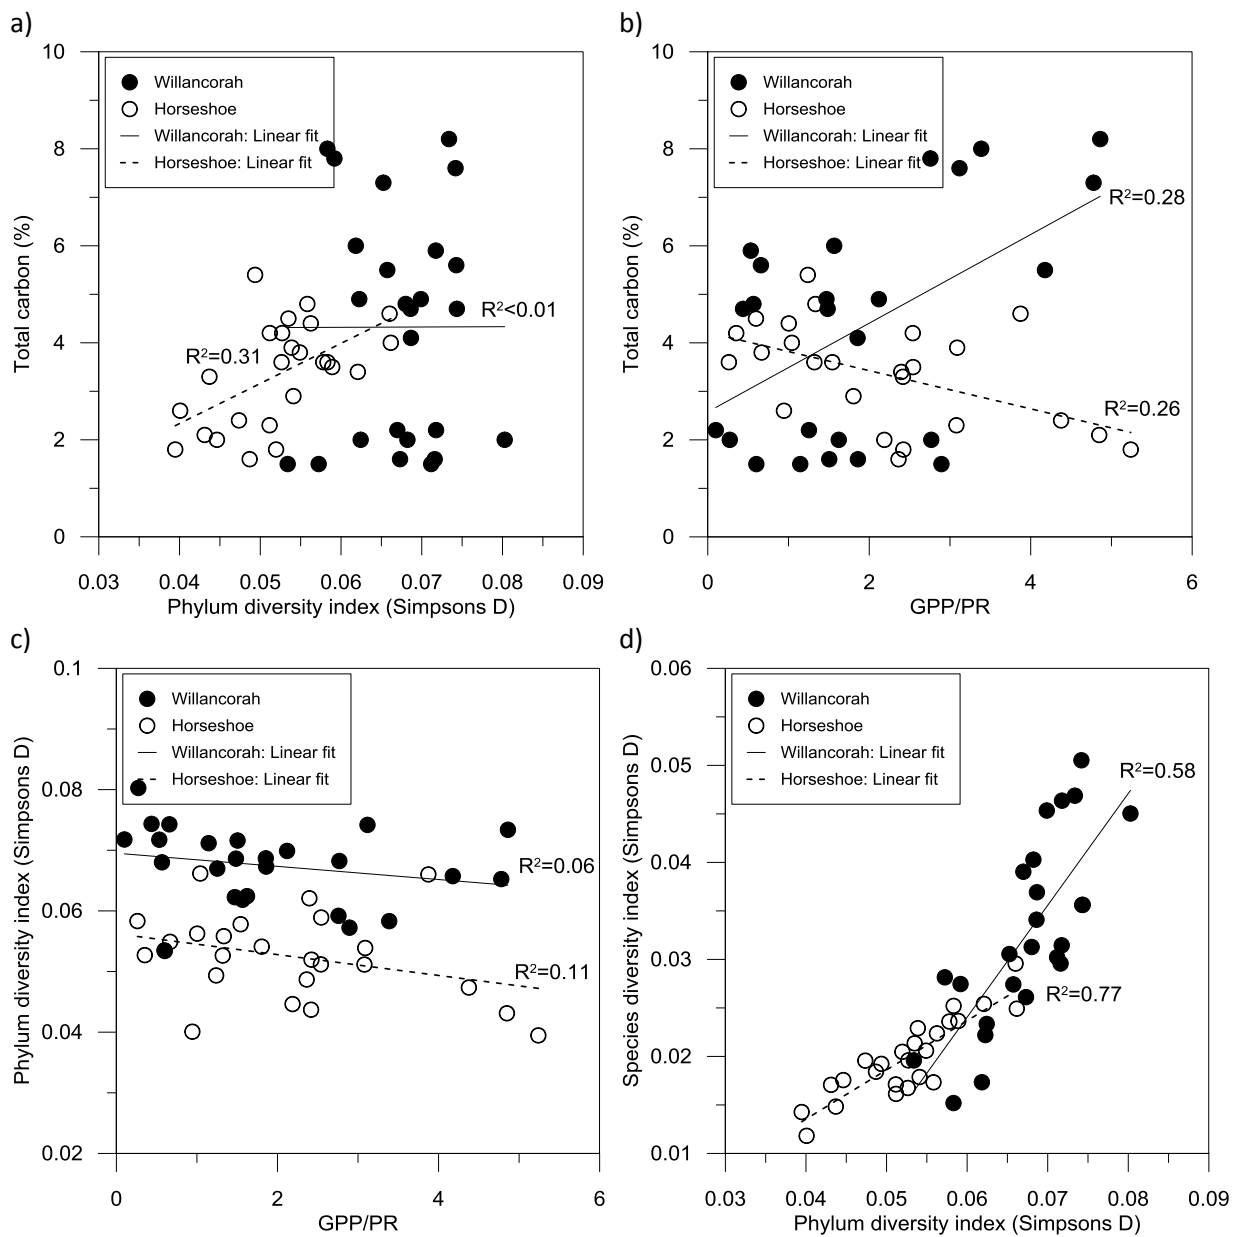 a)
10
8
6
4
2
0
Total carbon (%)
Willancorah
Horseshoe
Willancorah: Linear fit
Horseshoe: Linear fit
R²<0.01
R²=0.31
0.03 0.04 0.05 0.06 0.07 0.08 0.09
Phylum diversity index (Simpsons D)
b)
10
8
6
4
2
0
Total carbon (%)
Willancorah
Horseshoe
Willancorah: Linear fit
Horseshoe: Linear fit
R²=0.28
R²=0.26
0 2 4 6
GPP/PR
c)
0.1
0.08
0.06
0.04
0.02
Phylum diversity index (Simpsons D)
Willancorah
Horseshoe
Willancorah: Linear fit
Horseshoe: Linear fit
R²=0.06
R²=0.11
0 2 4 6
GPP/PR
d)
0.06
0.05
0.04
0.03
0.02
0.01
Species diversity index (Simpsons D)
Willancorah
Horseshoe
Willancorah: Linear fit
Horseshoe: Linear fit
R²=0.58
R²=0.77
0.03 0.04 0.05 0.06 0.07 0.08 0.09
Phylum diversity index (Simpsons D)